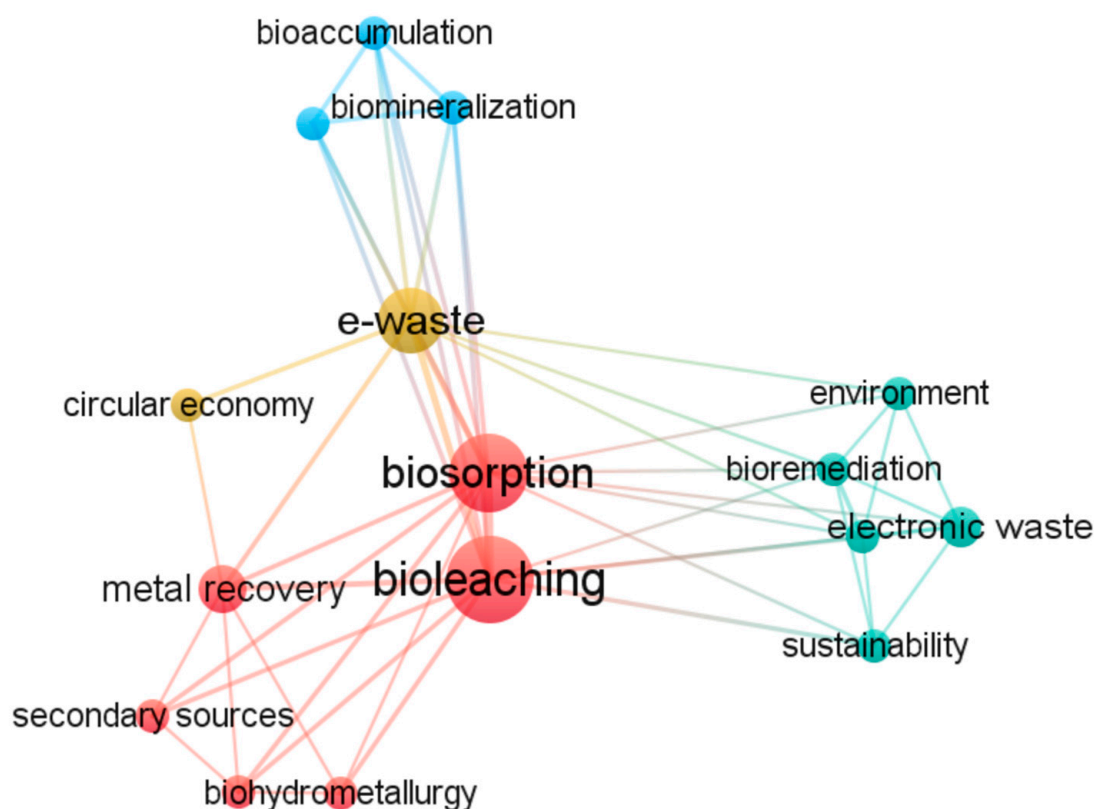 bioaccumulation
biomineralization
e-waste
circular economy
environment
biosorption
bioremediation
electronic waste
bioleaching
metal recovery
sustainability
secondary sources
biohydrometallurgy